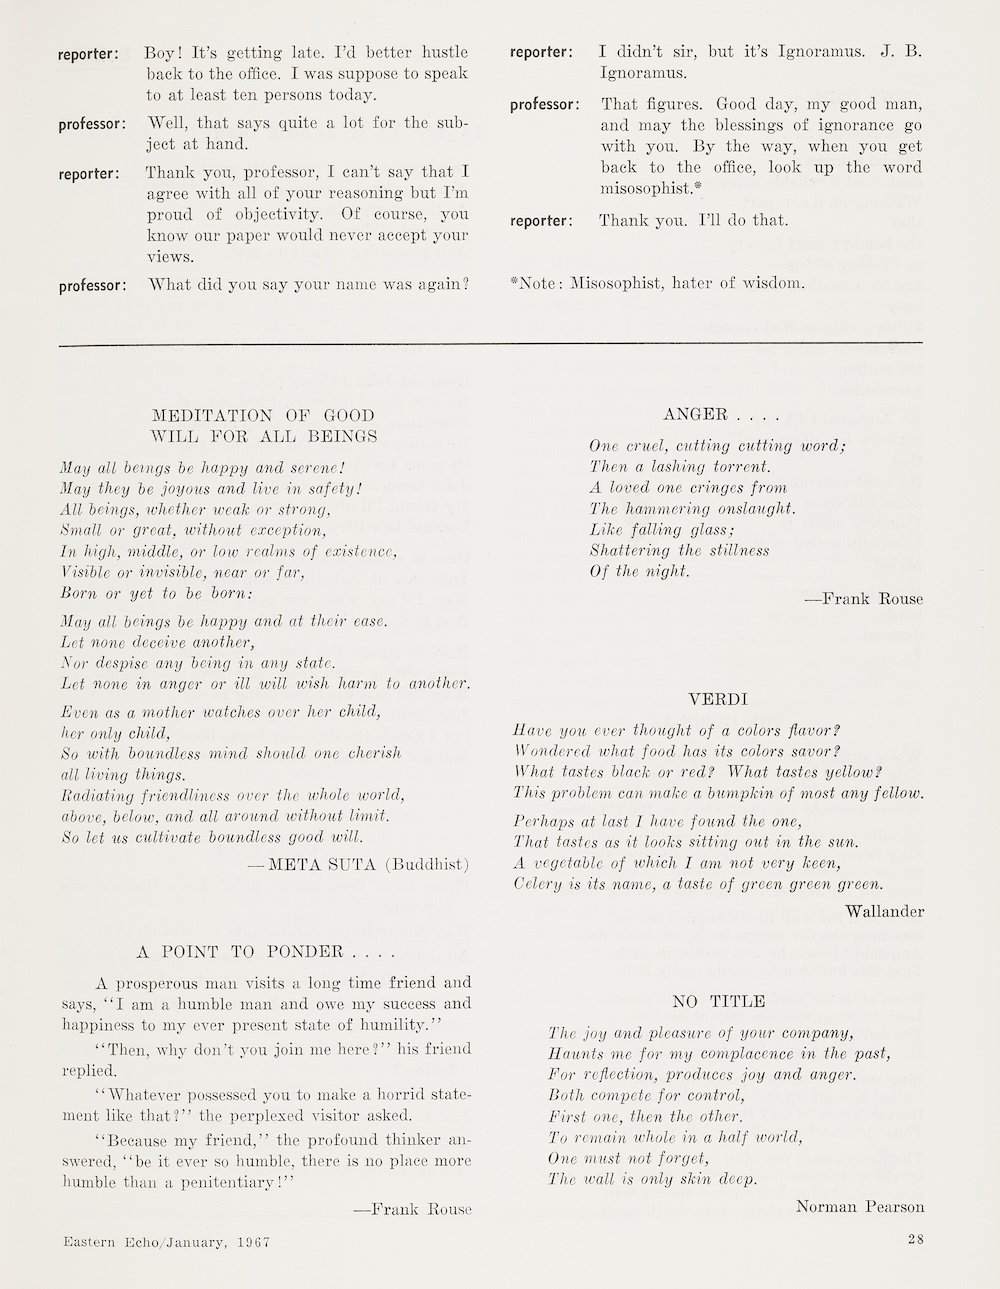 reporter: Boy! It's getting late. I'd better hustle
back to the office. I was suppose to speak
to at least ten persons today.
professor: Well, that says quite a lot for the sub-
ject at hand.
reporter: Thank you, professor, I can't say that I
agree with all of your reasoning but I'm
proud of objectivity. Of course, you
know our paper would never accept your
views.
professor: What did you say your name was again?
reporter: I didn't sir, but it's Ignoramus. J. B.
Ignoramus.
professor: That figures. Good day, my good man,
and may the blessings of ignorance go
with you. By the way, when you get
back to the office, look up the word
misosophist.*
reporter: Thank you. I'll do that.
*Note: Misosophist, hater of wisdom.
MEDITATION OF GOOD
WILL FOR ALL BEINGS
May all beings be happy and serene!
May they be joyous and live in safety!
All beings, whether weak or strong,
Small or great, without exception,
In high, middle, or low realms of existence,
Visible or invisible, near or far,
Born or yet to be born:
May all beings be happy and at their ease.
Let none deceive another,
Nor despise any being in any state.
Let none in anger or ill will wish harm to another.
Even as a mother watches over her child,
her only child,
So with boundless mind should one cherish
all living things.
Radiating friendliness over the whole world,
above, below, and all around without limit.
So let us cultivate boundless good will.
— META SUTA (Buddhist)
A POINT TO PONDER . . . .
A prosperous man visits a long time friend and
says, "I am a humble man and owe my success and
happiness to my ever present state of humility."
"Then, why don't you join me here?" his friend
replied.
"Whatever possessed you to make a horrid state-
ment like that?" the perplexed visitor asked.
"Because my friend," the profound thinker an-
swered, "be it ever so humble, there is no place more
humble than a penitentiary!"
—Frank Rouse
ANGER . . . .
One cruel, cutting cutting word;
Then a lashing torrent.
A loved one cringes from
The hammering onslaught.
Like falling glass;
Shattering the stillness
Of the night.
—Frank Rouse
VERDI
Have you ever thought of a colors flavor?
Wondered what food has its colors savor?
What tastes black or red? What tastes yellow?
This problem can make a bumpkin of most any fellow.
Perhaps at last I have found the one,
That tastes as it looks sitting out in the sun.
A vegetable of which I am not very keen,
Celery is its name, a taste of green green green.
Wallander
NO TITLE
The joy and pleasure of your company,
Haunts me for my complacence in the past,
For reflection, produces joy and anger.
Both compete for control,
First one, then the other.
To remain whole in a half world,
One must not forget,
The wall is only skin deep.
Norman Pearson
Eastern Echo/January, 1967
28